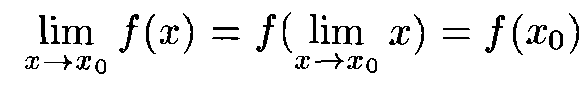 lim_{x→x_0} f(x) = f(lim_{x→x_0} x) = f(x_0)